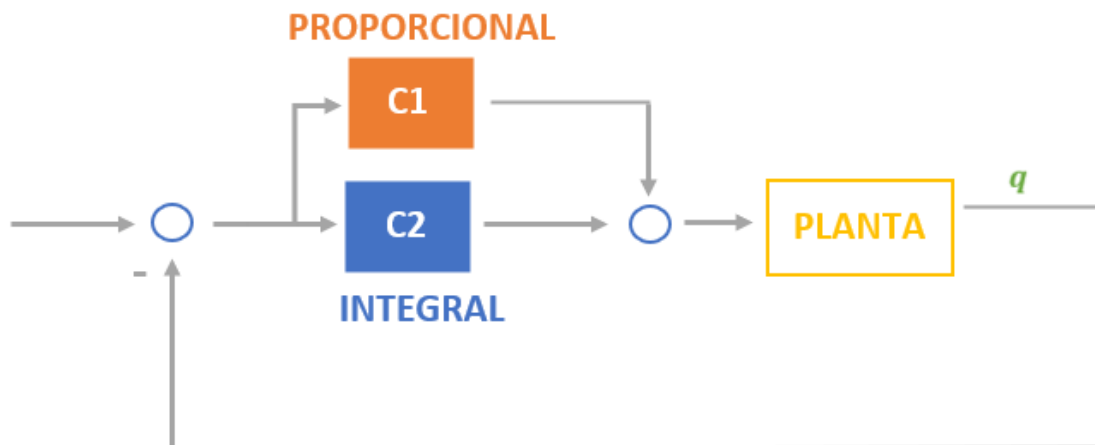 PROPORCIONAL
C1
C2
INTEGRAL
-
PLANTA
q